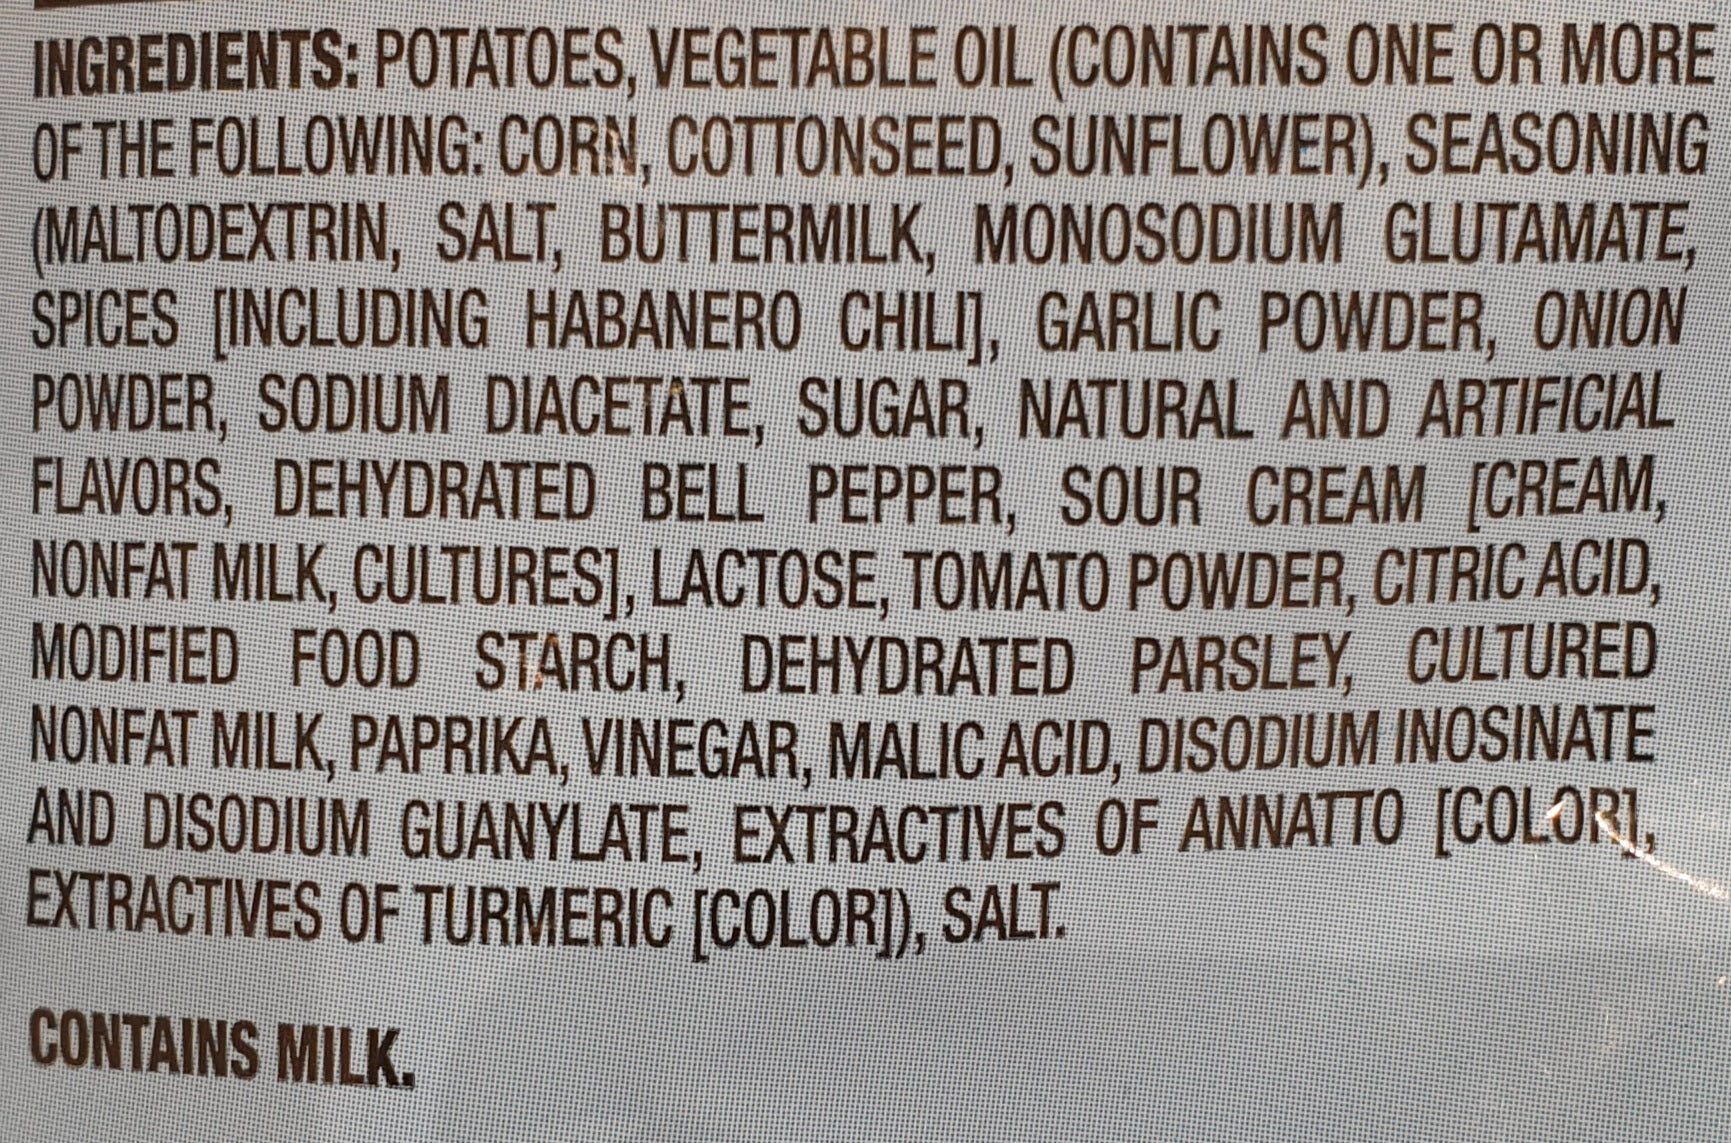 INGREDIENTS: POTATOES, VEGETABLE OIL (CONTAINS ONE OR MORE
OF THE FOLLOWING: CORN, COTTONSEED, SUNFLOWER), SEASONING
(MALTODEXTRIN, SALT, BUTTERMILK, MONOSODIUM GLUTAMATE,
SPICES [INCLUDING HABANERO CHILI], GARLIC POWDER, ONION
POWDER, SODIUM DIACETATE, SUGAR, NATURAL AND ARTIFICIAL
FLAVORS, DEHYDRATED BELL PEPPER, SOUR CREAM [CREAM,
NONFAT MILK, CULTURES], LACTOSE, TOMATO POWDER, CITRIC ACID,
MODIFIED FOOD STARCH, DEHYDRATED PARSLEY, CULTURED
NONFAT MILK, PAPRIKA, VINEGAR, MALIC ACID, DISODIUM INOSINATE
AND DISODIUM GUANYLATE, EXTRACTIVES OF ANNATTO [COLOR],
EXTRACTIVES OF TURMERIC [COLOR]), SALT.
CONTAINS MILK.